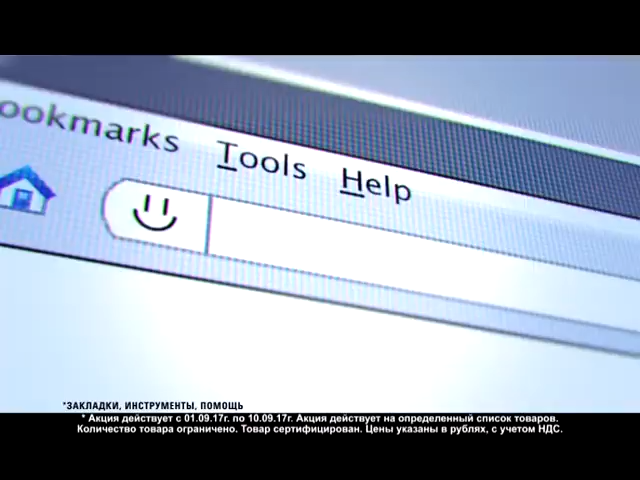 ookmarks Tools Help
*ЗАКЛАДКИ, ИНСТРУМЕНТЫ, ПОМОЩЬ
* Акция действует с 01.09.17г. по 10.09.17г. Акция действует на определенный список товаров.
Количество товара ограничено. Товар сертифицирован. Цены указаны в рублях, с учетом НДС.